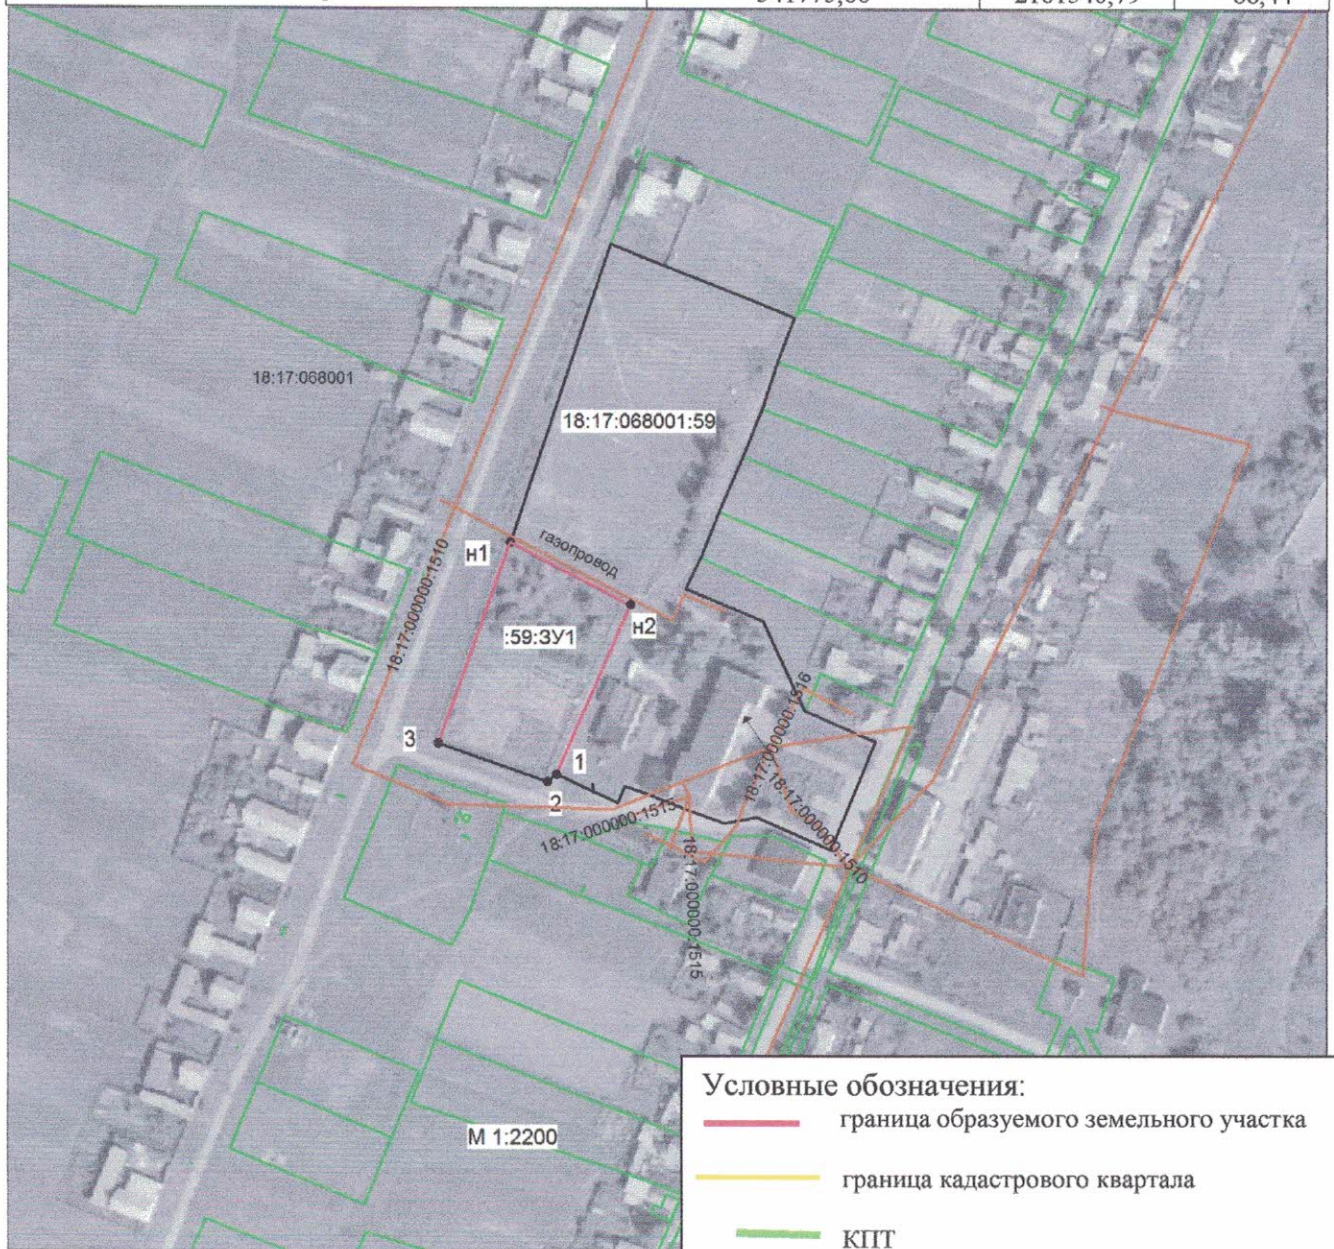 18:17:068001
18:17:068001:59
газопровод
н1
н2
:59:ЗУ1
18:17:000000:1510
3
1
2
18:17:000000:1516
18:17:000000:1510
18:17:000000:1515
18:17:000000:1515
М 1:2200
Условные обозначения:
граница образуемого земельного участка
граница кадастрового квартала
КПТ